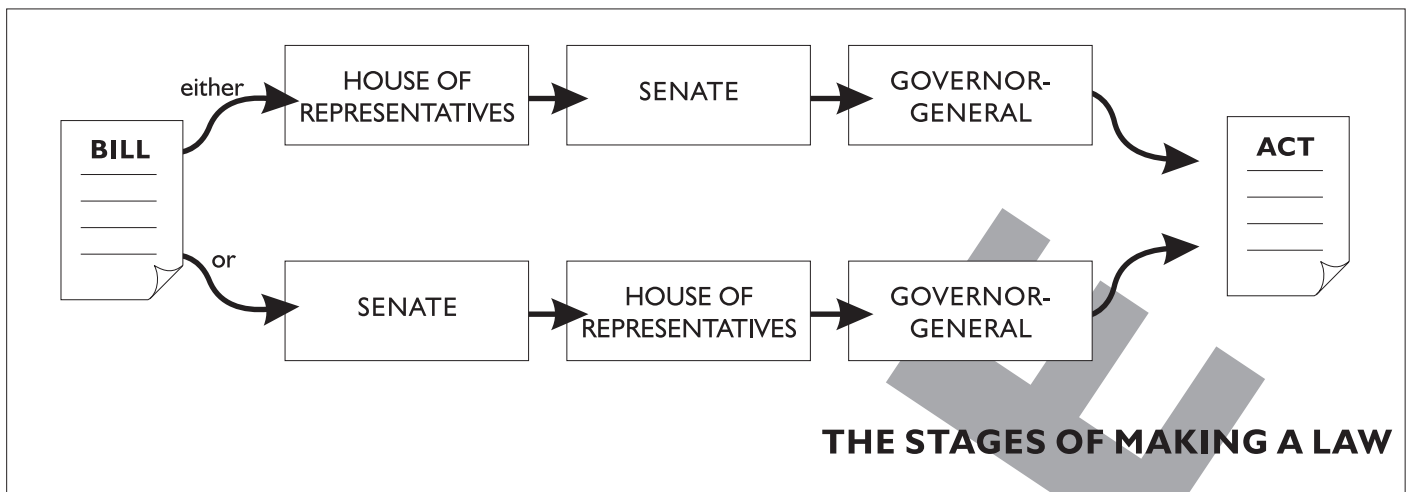 BILL
either
HOUSE OF
REPRESENTATIVES
SENATE
GOVERNOR-
GENERAL
ACT
or
SENATE
HOUSE OF
REPRESENTATIVES
GOVERNOR-
GENERAL
THE STAGES OF MAKING A LAW